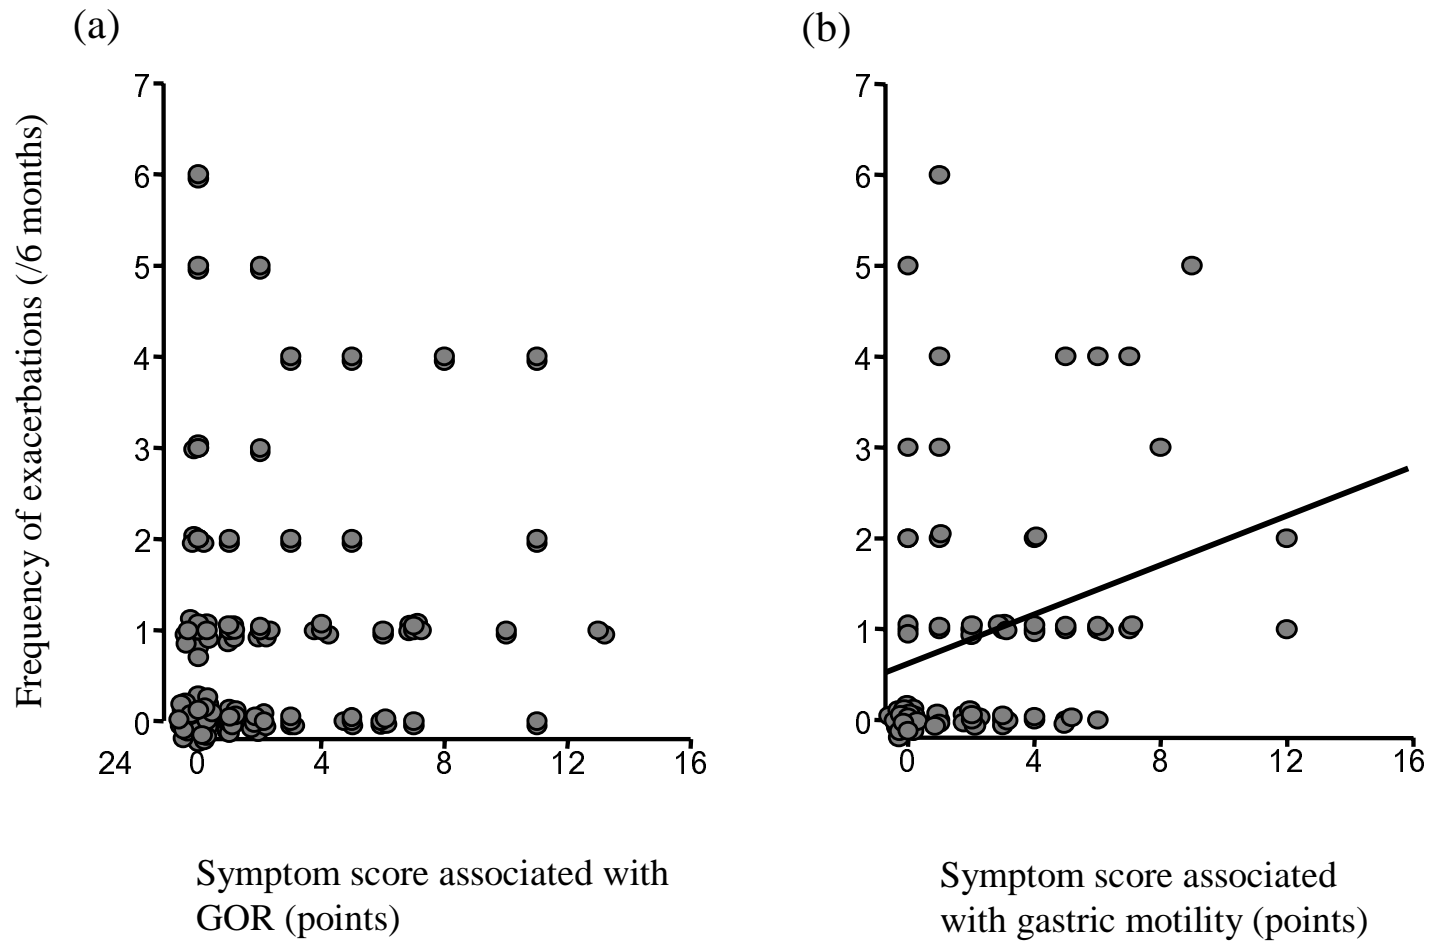 (a)
Frequency of exacerbations (/6 months)
7
6
5
4
3
2
1
0
24 0 4 8 12 16
Symptom score associated with
GOR (points)
(b)
7
6
5
4
3
2
1
0
0 4 8 12 16
Symptom score associated
with gastric motility (points)